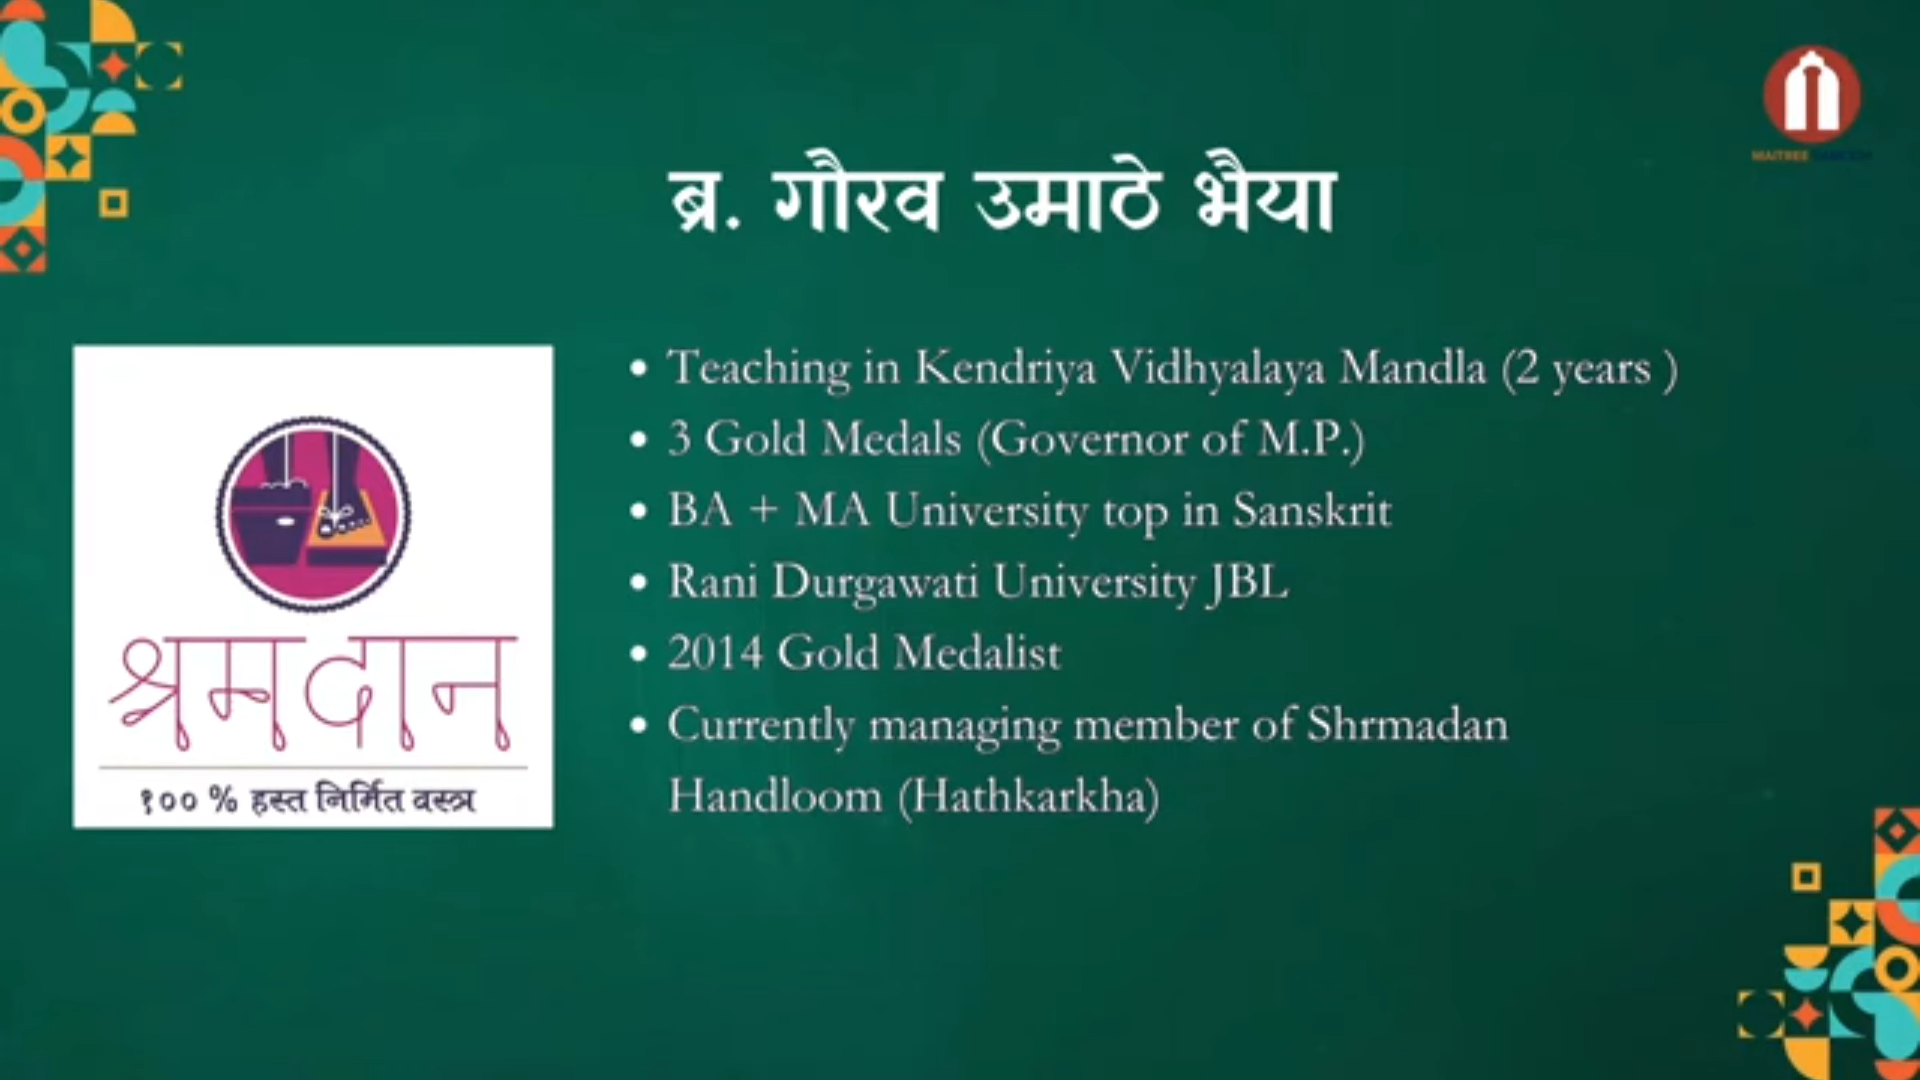 MAITREE
ब्र. गौरव उमाठे भैया
• Teaching in Kendriya Vidhyalaya Mandla (2 years )
• 3 Gold Medals (Governor of M.P.)
• BA + MA University top in Sanskrit
• Rani Durgawati University JBL
• 2014 Gold Medalist
• Currently managing member of Shrmadan
Handloom (Hathkarkha)
श्रमदान
१०० % हस्त निर्मित वस्त्र